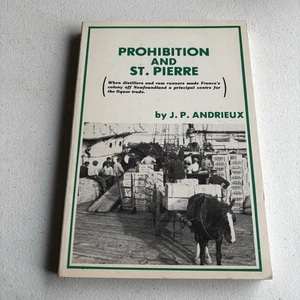 PROHIBITION
AND
ST. PIERRE
(When distillers and rum runners made France's
colony off Newfoundland a principal centre for
the liquor trade.)
by J. P. ANDRIEUX